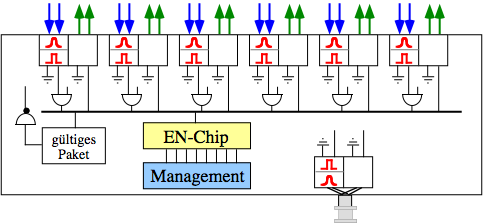 gültiges
Paket
EN-Chip
Management